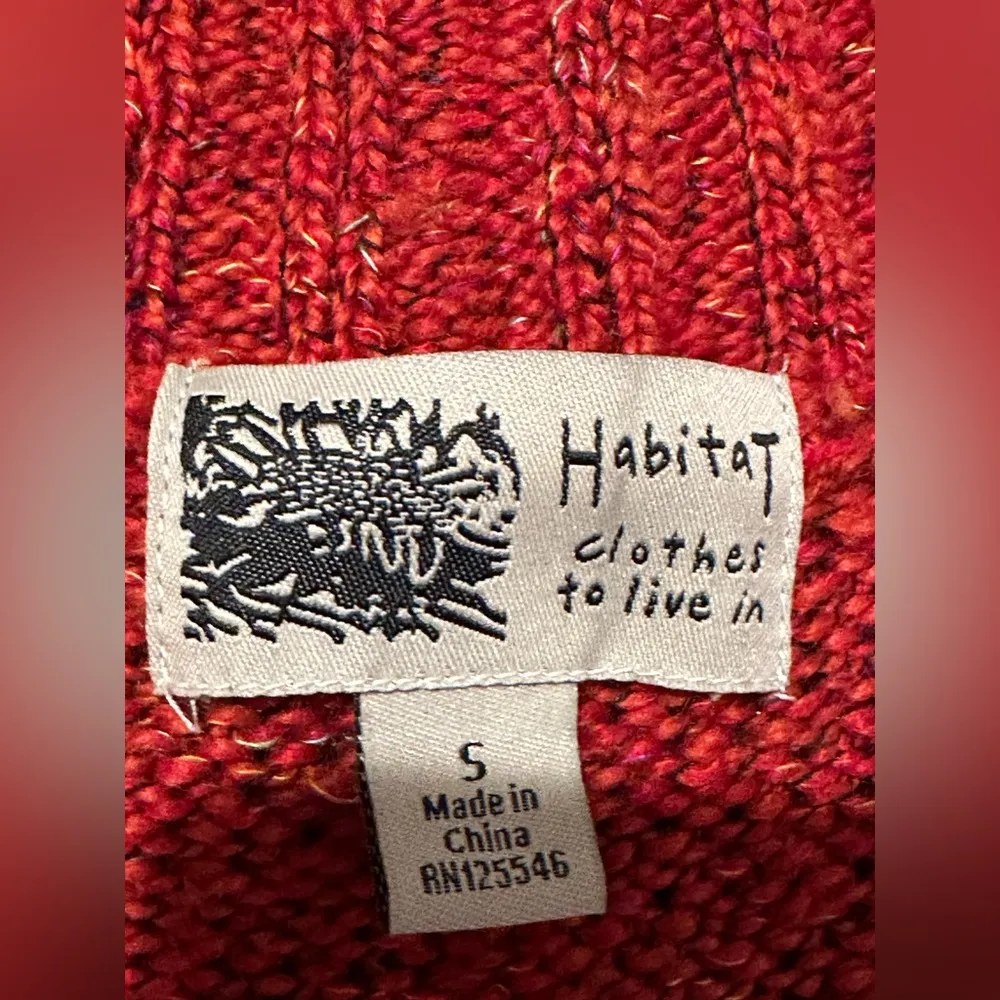 HabitaT
clothes
to live in
S
Made in
China
RN125546